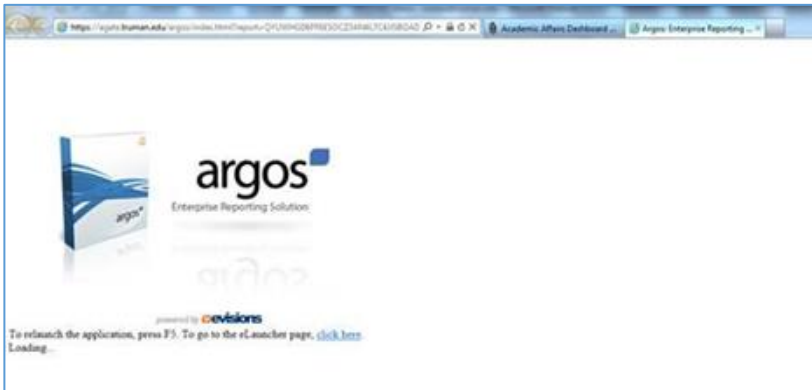 Academic Affairs Dashboard ...
Argos: Enterprise Reporting ...
argos
argos
Enterprise Reporting Solution
powered by evisions
To relaunch the application, press F5. To go to the eLauncher page, click here.
Loading...